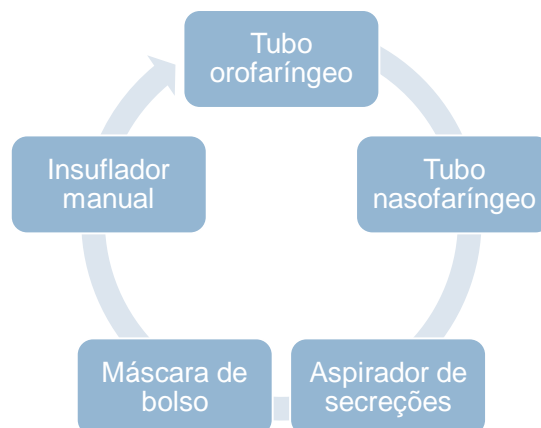 Tubo
orofaríngeo
Tubo
nasofaríngeo
Aspirador de
secreções
Máscara de
bolso
Insuflador
manual